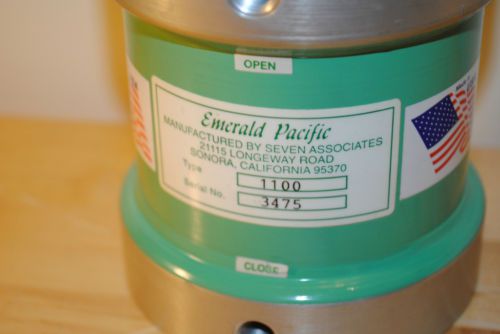 OPEN
Emerald Pacific
MANUFACTURED BY SEVEN ASSOCIATES
21115 LONGEWAY ROAD
SONORA, CALIFORNIA 95370
Type 1100
Serial No. 3475
CLOSE